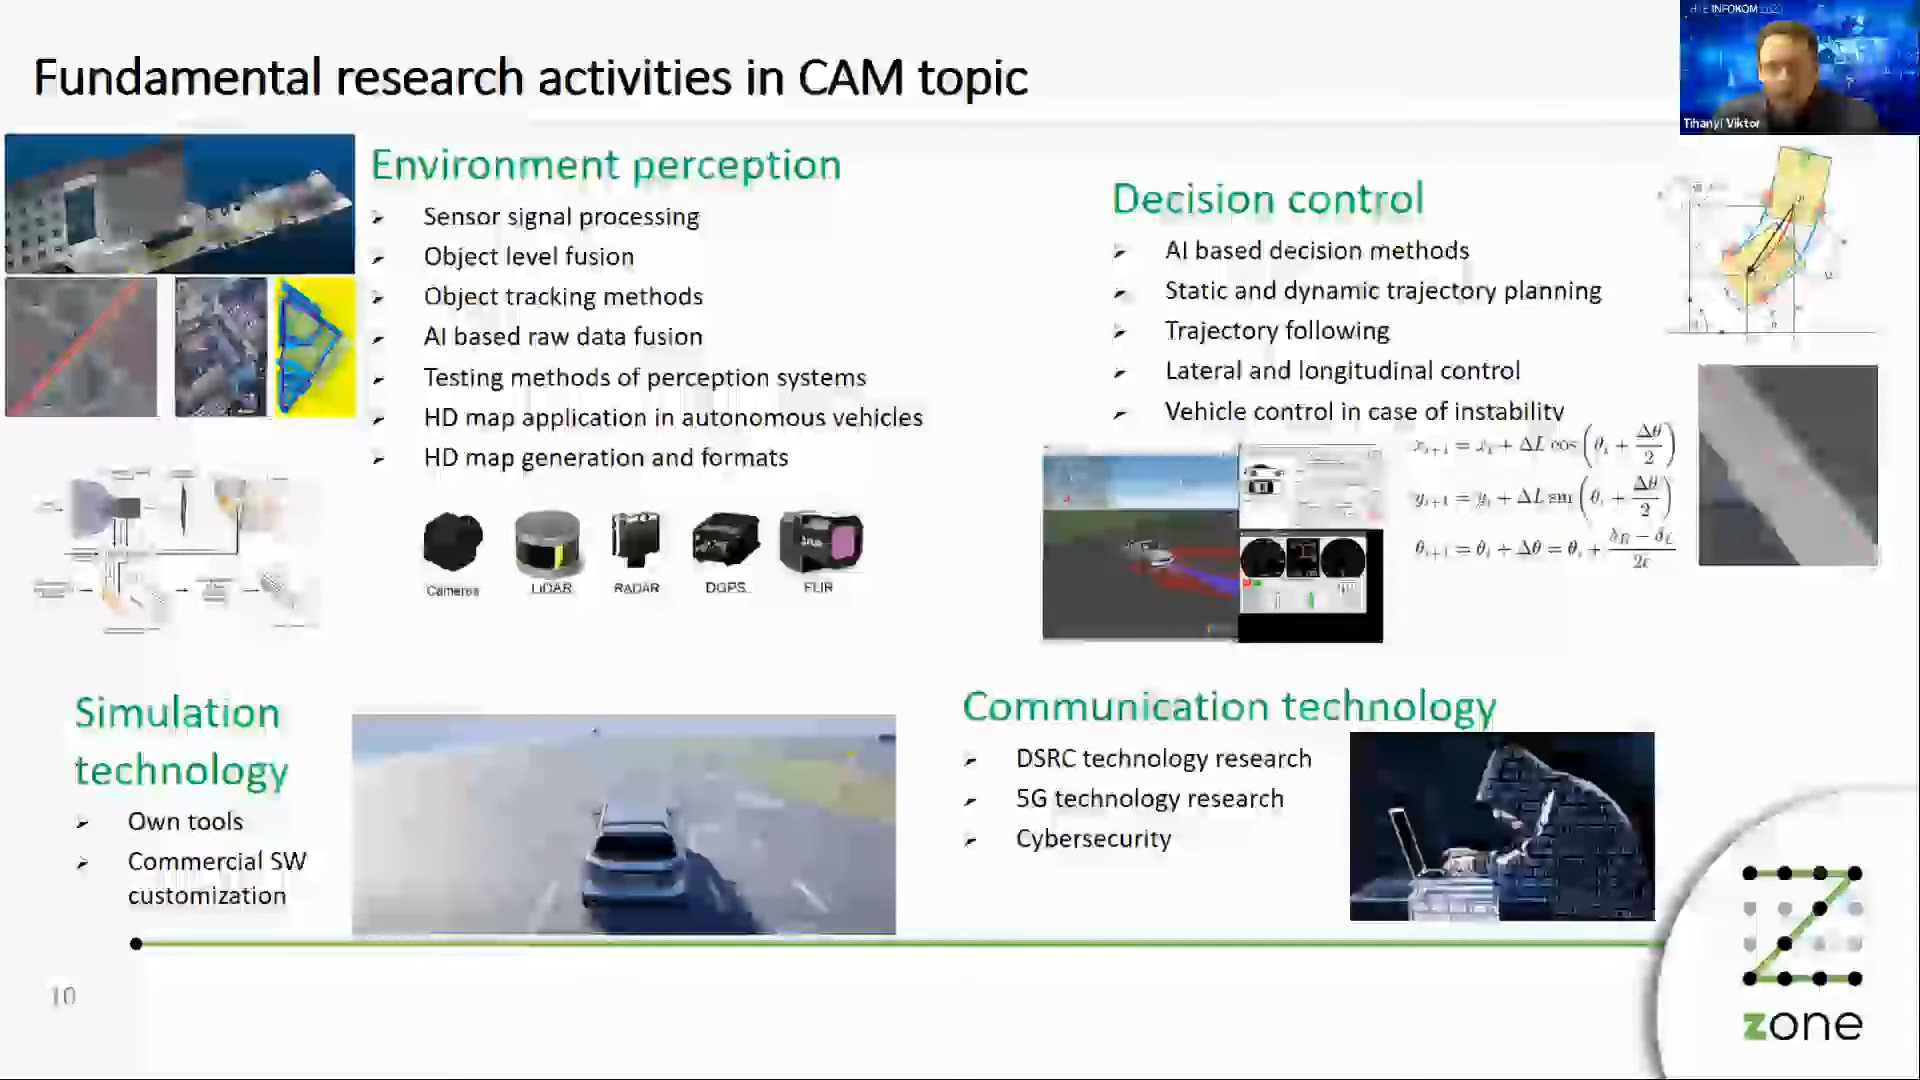 Fundamental research activities in CAM topic
INFOKOM
Tihanyi Viktor
Environment perception
Sensor signal processing
Object level fusion
Object tracking methods
AI based raw data fusion
Testing methods of perception systems
HD map application in autonomous vehicles
HD map generation and formats
Cameras LiDAR RADAR DGPS FLIR
Decision control
AI based decision methods
Static and dynamic trajectory planning
Trajectory following
Lateral and longitudinal control
Vehicle control in case of instability
Simulation
technology
Own tools
Commercial SW
customization
Communication technology
DSRC technology research
5G technology research
Cybersecurity
10
zone